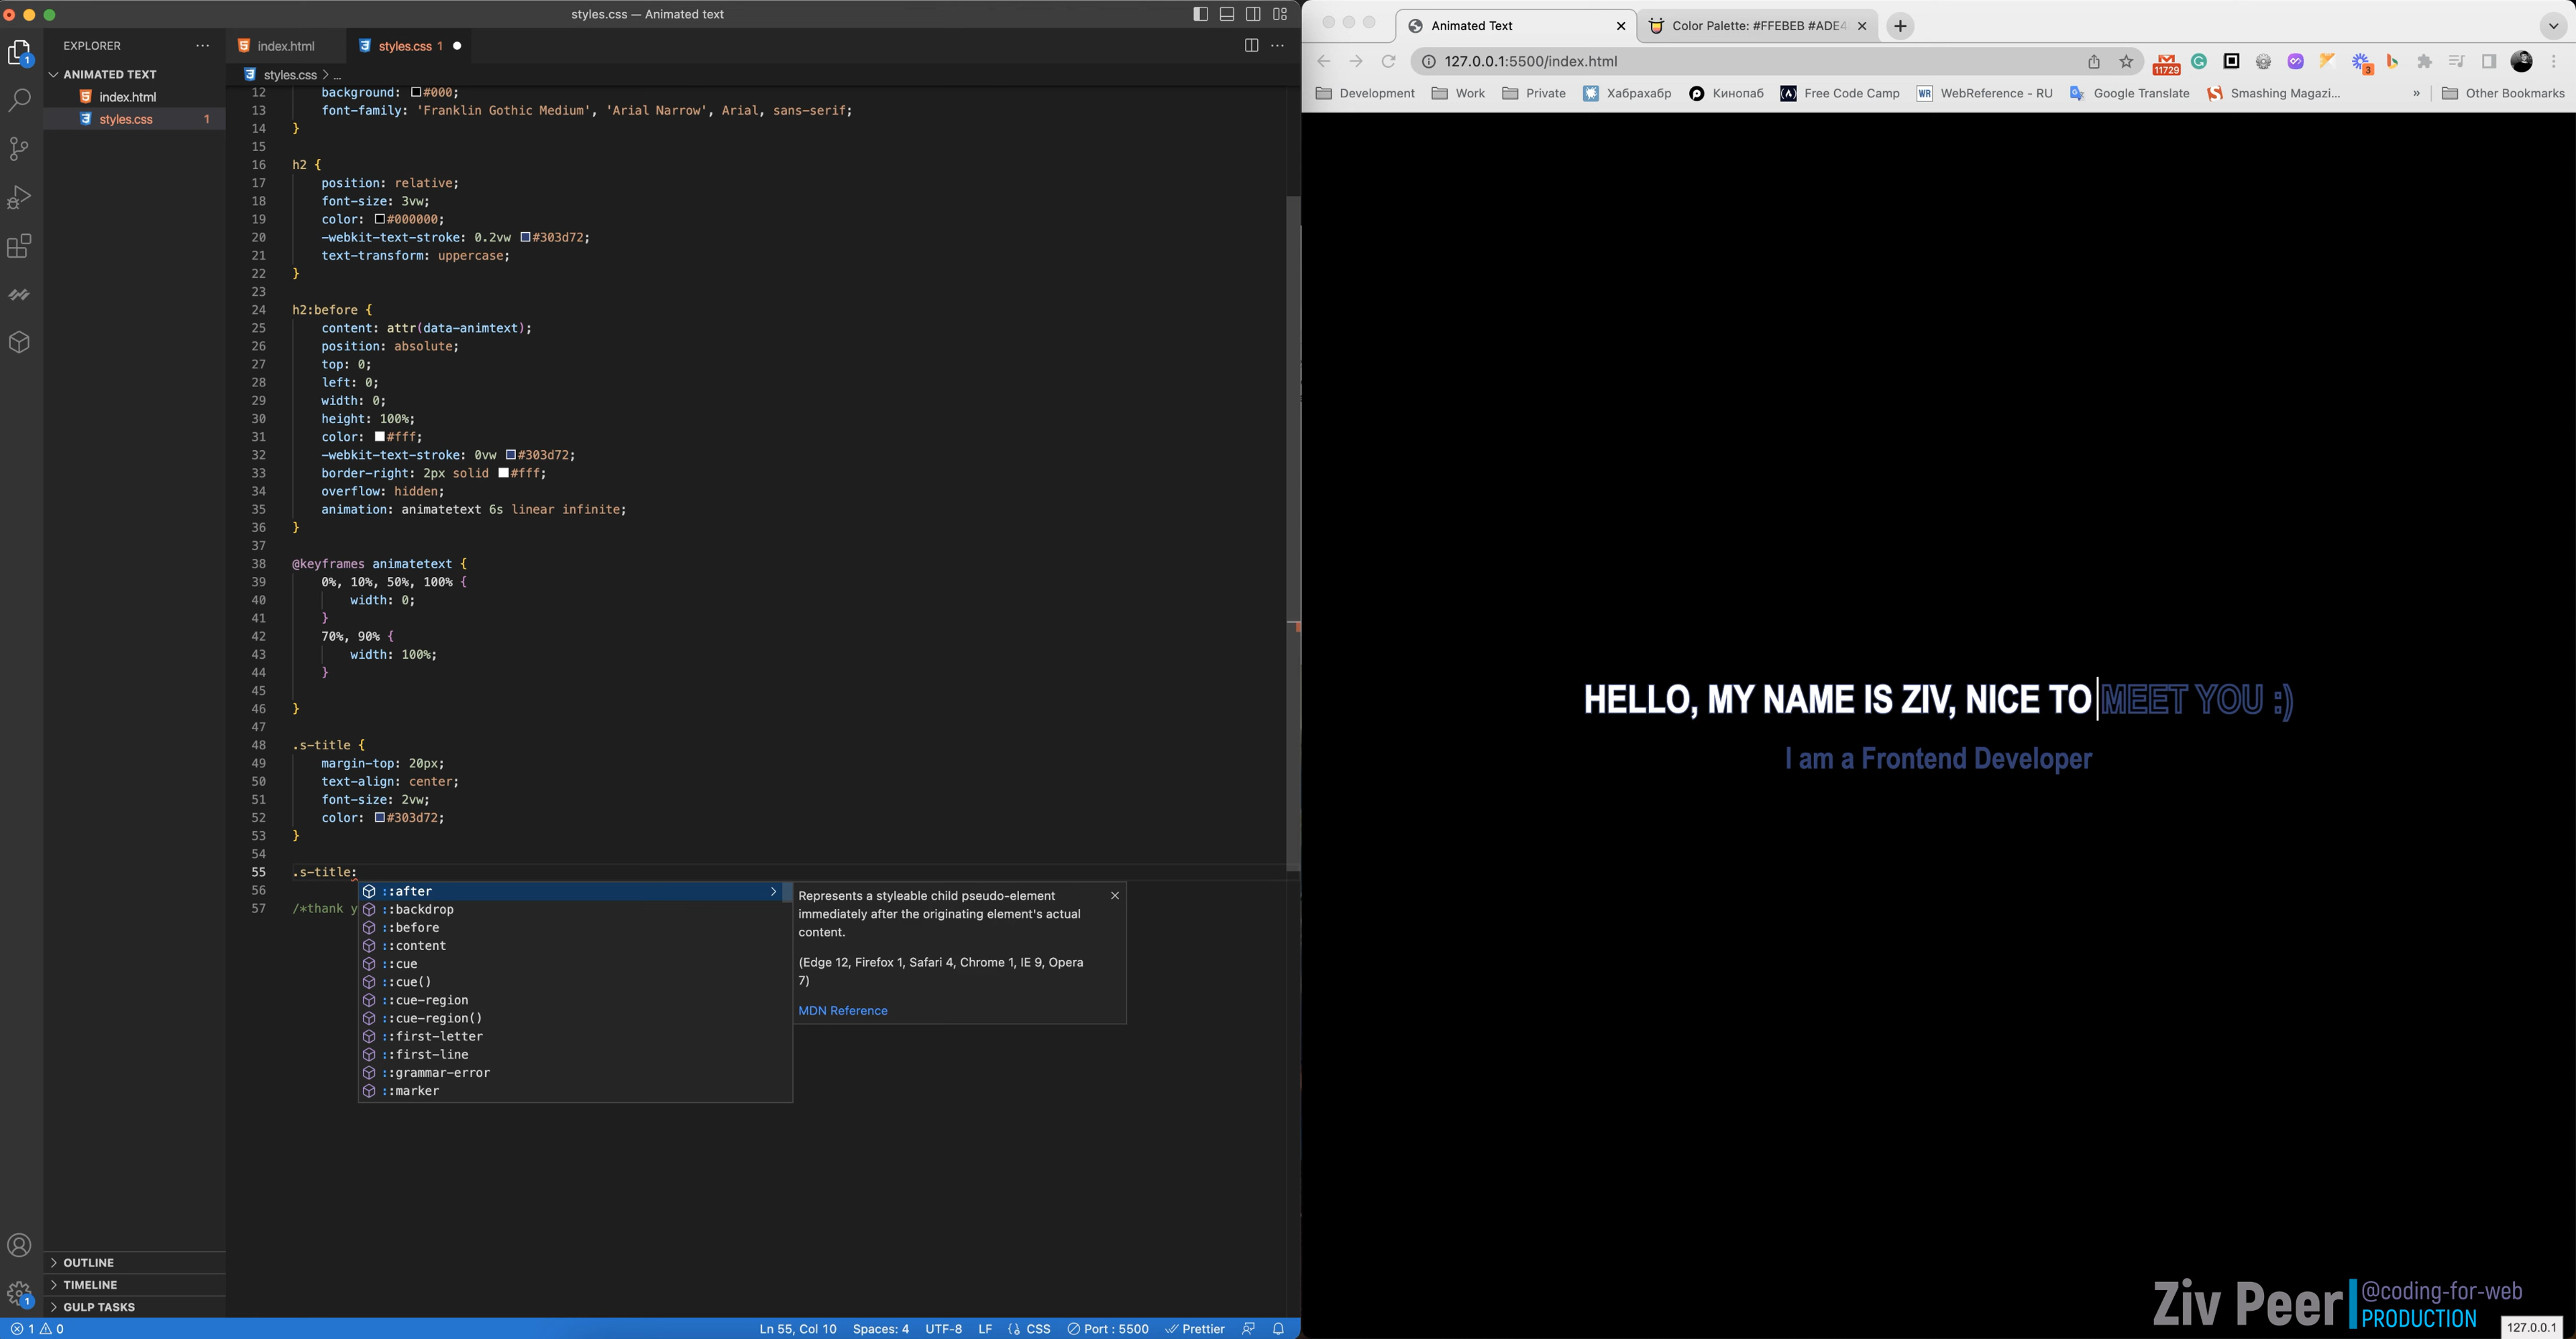 styles.css — Animated text
EXPLORER
ANIMATED TEXT
index.html
styles.css 1
OUTLINE
TIMELINE
GULP TASKS
1
1
index.html
styles.css 1
styles.css > ...
12 background: #000;
13 font-family: 'Franklin Gothic Medium', 'Arial Narrow', Arial, sans-serif;
14 }
15
16 h2 {
17 position: relative;
18 font-size: 3vw;
19 color: #000000;
20 -webkit-text-stroke: 0.2vw #303d72;
21 text-transform: uppercase;
22 }
23
24 h2:before {
25 content: attr(data-animtext);
26 position: absolute;
27 top: 0;
28 left: 0;
29 width: 0;
30 height: 100%;
31 color: #fff;
32 -webkit-text-stroke: 0vw #303d72;
33 border-right: 2px solid #fff;
34 overflow: hidden;
35 animation: animatetext 6s linear infinite;
36 }
37
38 @keyframes animatetext {
39 0%, 10%, 50%, 100% {
40 width: 0;
41 }
42 70%, 90% {
43 width: 100%;
44 }
45
46 }
47
48 .s-title {
49 margin-top: 20px;
50 text-align: center;
51 font-size: 2vw;
52 color: #303d72;
53 }
54
55 .s-title:
56
57 /*thank y
::after
::backdrop
::before
::content
::cue
::cue()
::cue-region
::cue-region()
::first-letter
::first-line
::grammar-error
::marker
Represents a styleable child pseudo-element
immediately after the originating element's actual
content.
(Edge 12, Firefox 1, Safari 4, Chrome 1, IE 9, Opera
7)
MDN Reference
1 0
Ln 55, Col 10 Spaces: 4 UTF-8 LF {} CSS Port : 5500 Prettier
Animated Text
Color Palette: #FFEBEB #ADE4
127.0.0.1:5500/index.html
11729
3
Development Work Private Хабрахабр Кинопаб Free Code Camp WR WebReference - RU Google Translate Smashing Magazi... » Other Bookmarks
HELLO, MY NAME IS ZIV, NICE TO MEET YOU :)
I am a Frontend Developer
Ziv Peer
@coding-for-web
PRODUCTION
127.0.0.1